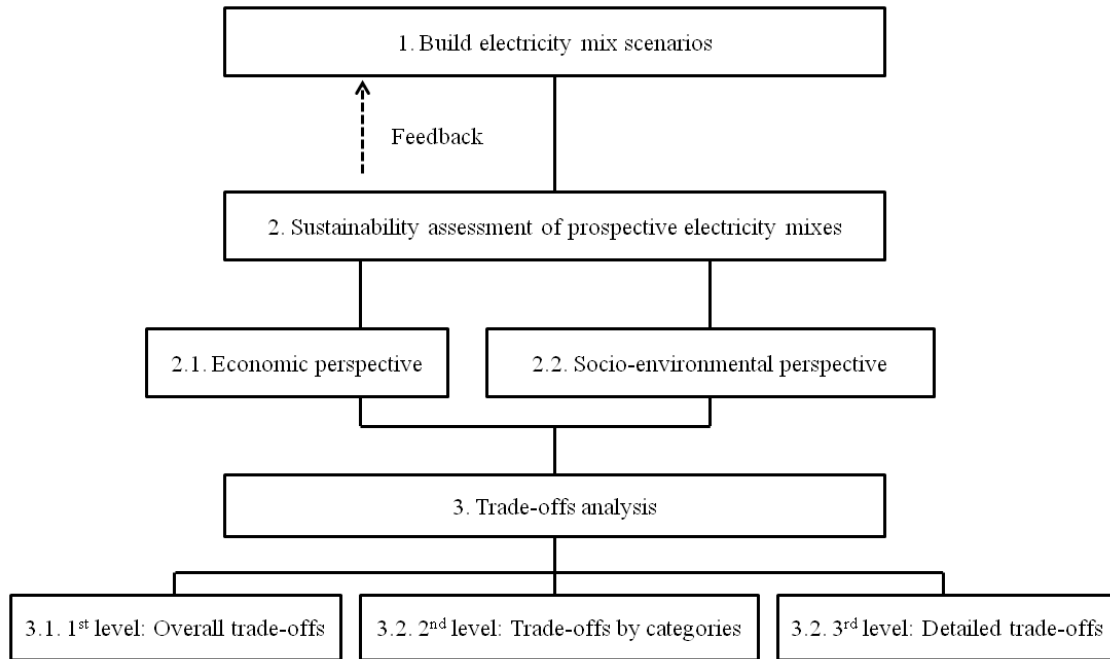 1. Build electricity mix scenarios
Feedback
2. Sustainability assessment of prospective electricity mixes
2.1. Economic perspective
2.2. Socio-environmental perspective
3. Trade-offs analysis
3.1. 1st level: Overall trade-offs
3.2. 2nd level: Trade-offs by categories
3.2. 3rd level: Detailed trade-offs